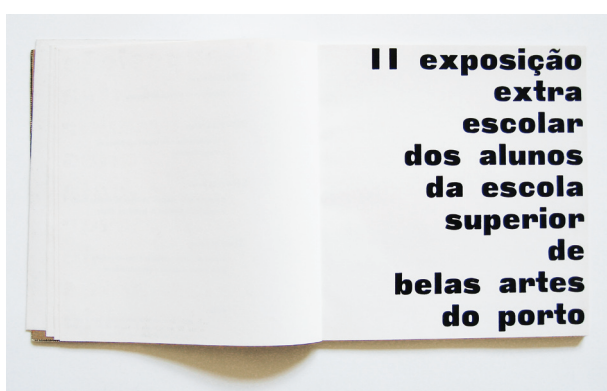 II exposição
extra
escolar
dos alunos
da escola
superior
de
belas artes
do porto